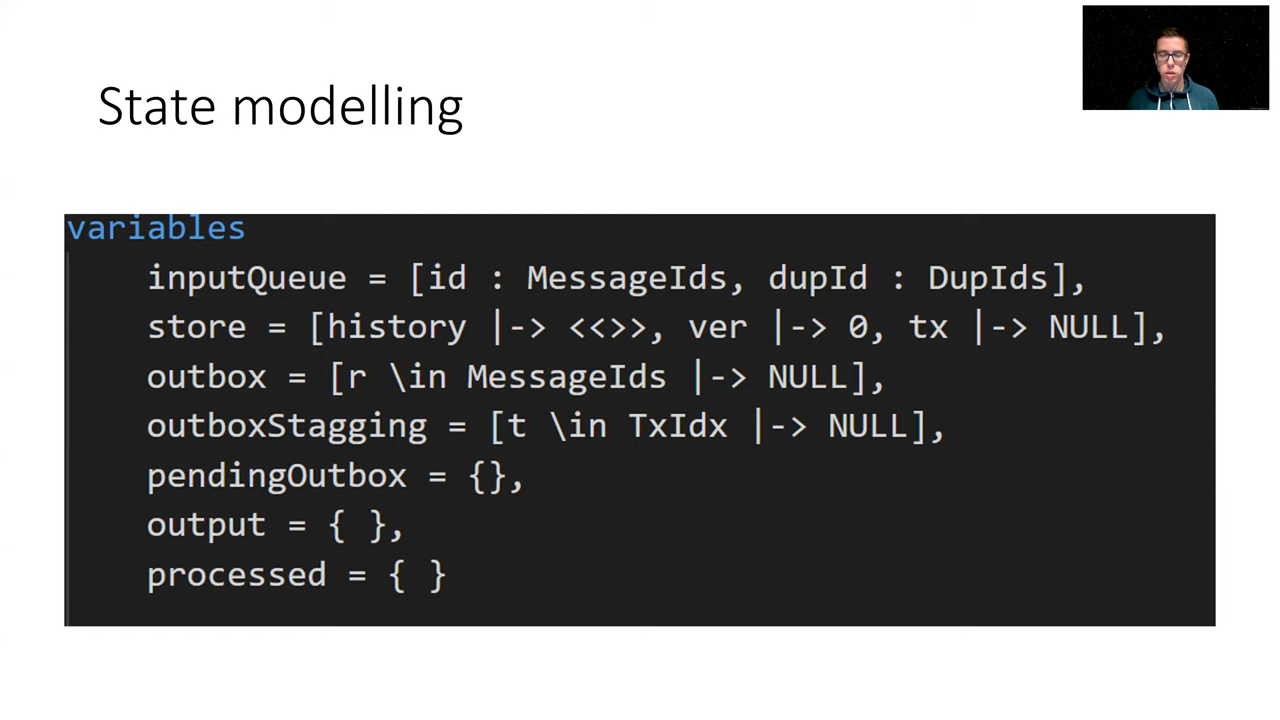 State modelling
variables
inputQueue = [id : MessageIds, dupId : DupIds],
store = [history |-> <<>>, ver |-> 0, tx |-> NULL],
outbox = [r \in MessageIds |-> NULL],
outboxStagging = [t \in TxIdx |-> NULL],
pendingOutbox = {},
output = { },
processed = { }